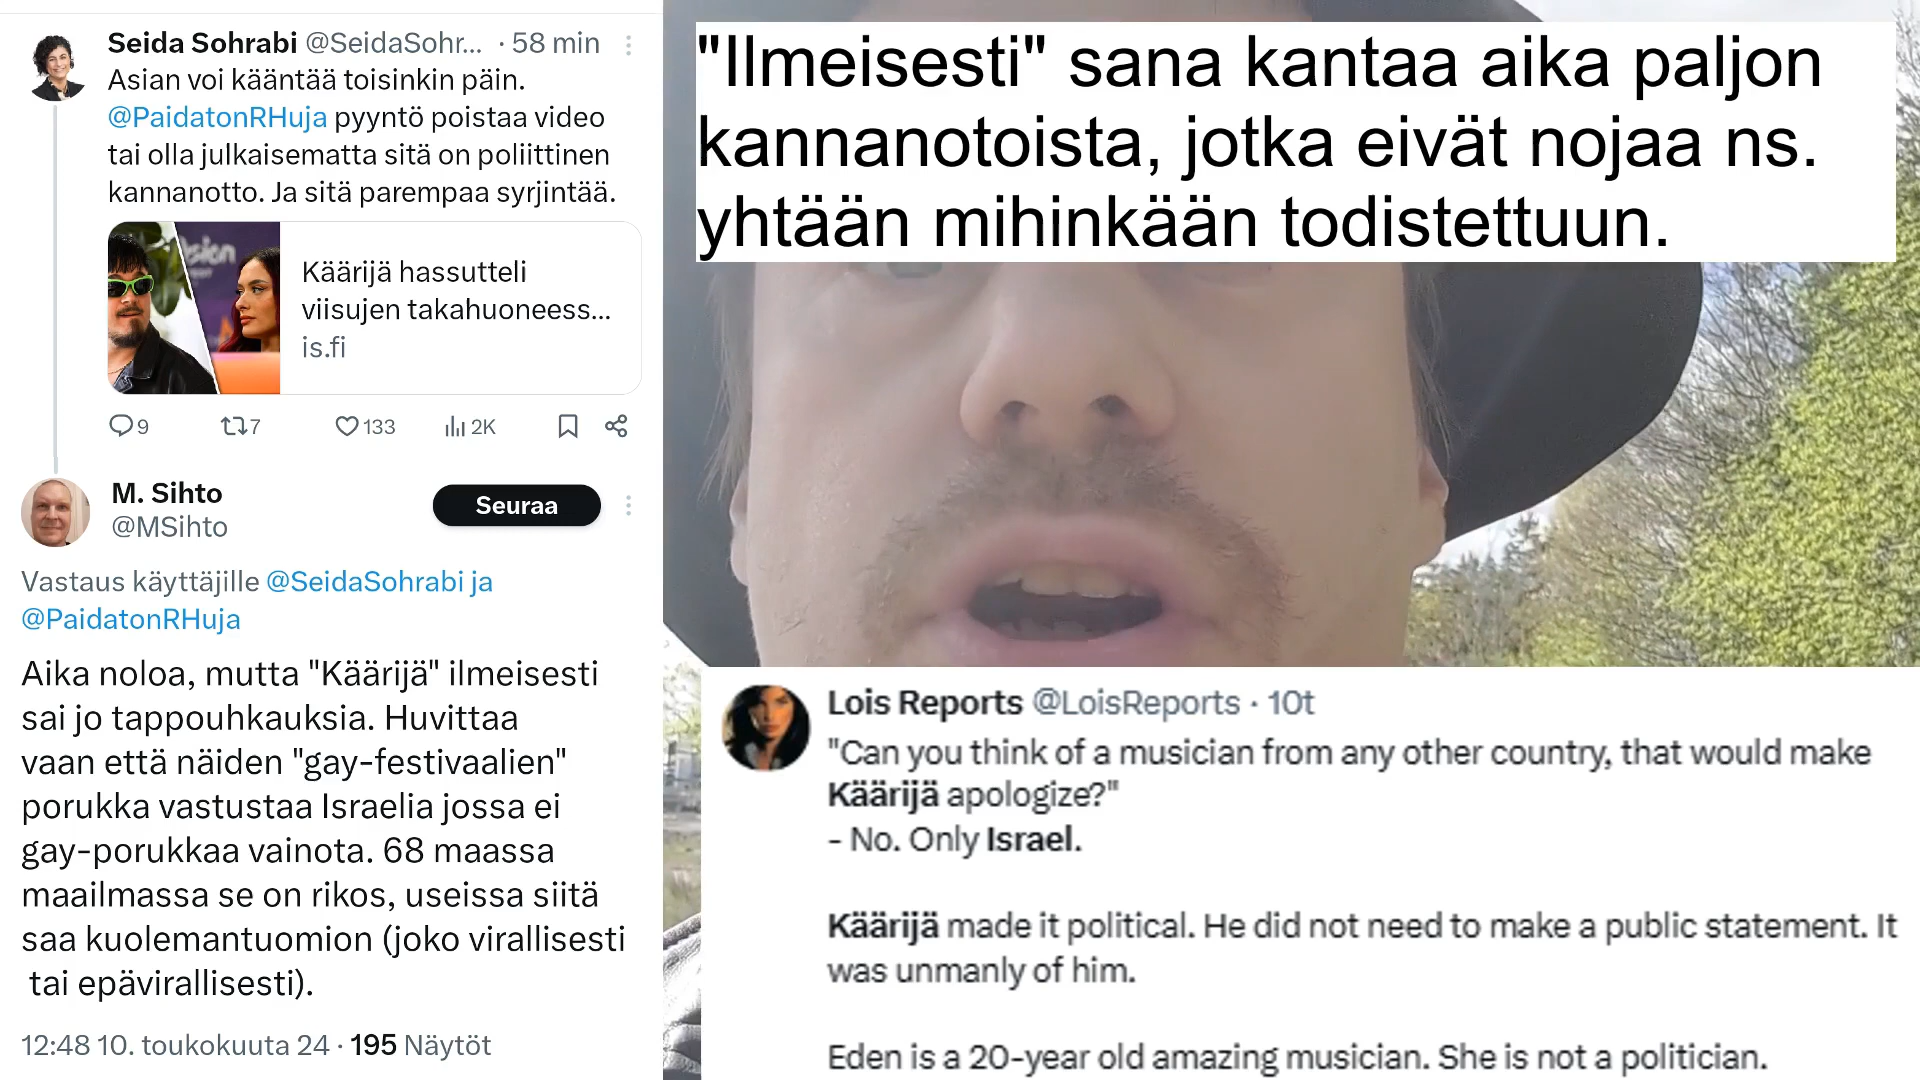 Seida Sohrabi @SeidaSohr... · 58 min
Asian voi kääntää toisinkin päin.
@PaidatonRHuja pyyntö poistaa video
tai olla julkaisematta sitä on poliittinen
kannanotto. Ja sitä parempaa syrjintää.
Käärijä hassutteli
viisujen takahuoneess...
is.fi
9 7 133 2K
M. Sihto
@MSihto
Seuraa
Vastaus käyttäjille @SeidaSohrabi ja
@PaidatonRHuja
Aika noloa, mutta "Käärijä" ilmeisesti
sai jo tappouhkauksia. Huvittaa
vaan että näiden "gay-festivaalien"
porukka vastustaa Israelia jossa ei
gay-porukkaa vainota. 68 maassa
maailmassa se on rikos, useissa siitä
saa kuolemantuomion (joko virallisesti
tai epävirallisesti).
12:48 10. toukokuuta 24 · 195 Näytöt
"Ilmeisesti" sana kantaa aika paljon
kannanotoista, jotka eivät nojaa ns.
yhtään mihinkään todistettuun.
Lois Reports @LoisReports · 10t
"Can you think of a musician from any other country, that would make
Käärijä apologize?"
- No. Only Israel.
Käärijä made it political. He did not need to make a public statement. It
was unmanly of him.
Eden is a 20-year old amazing musician. She is not a politician.